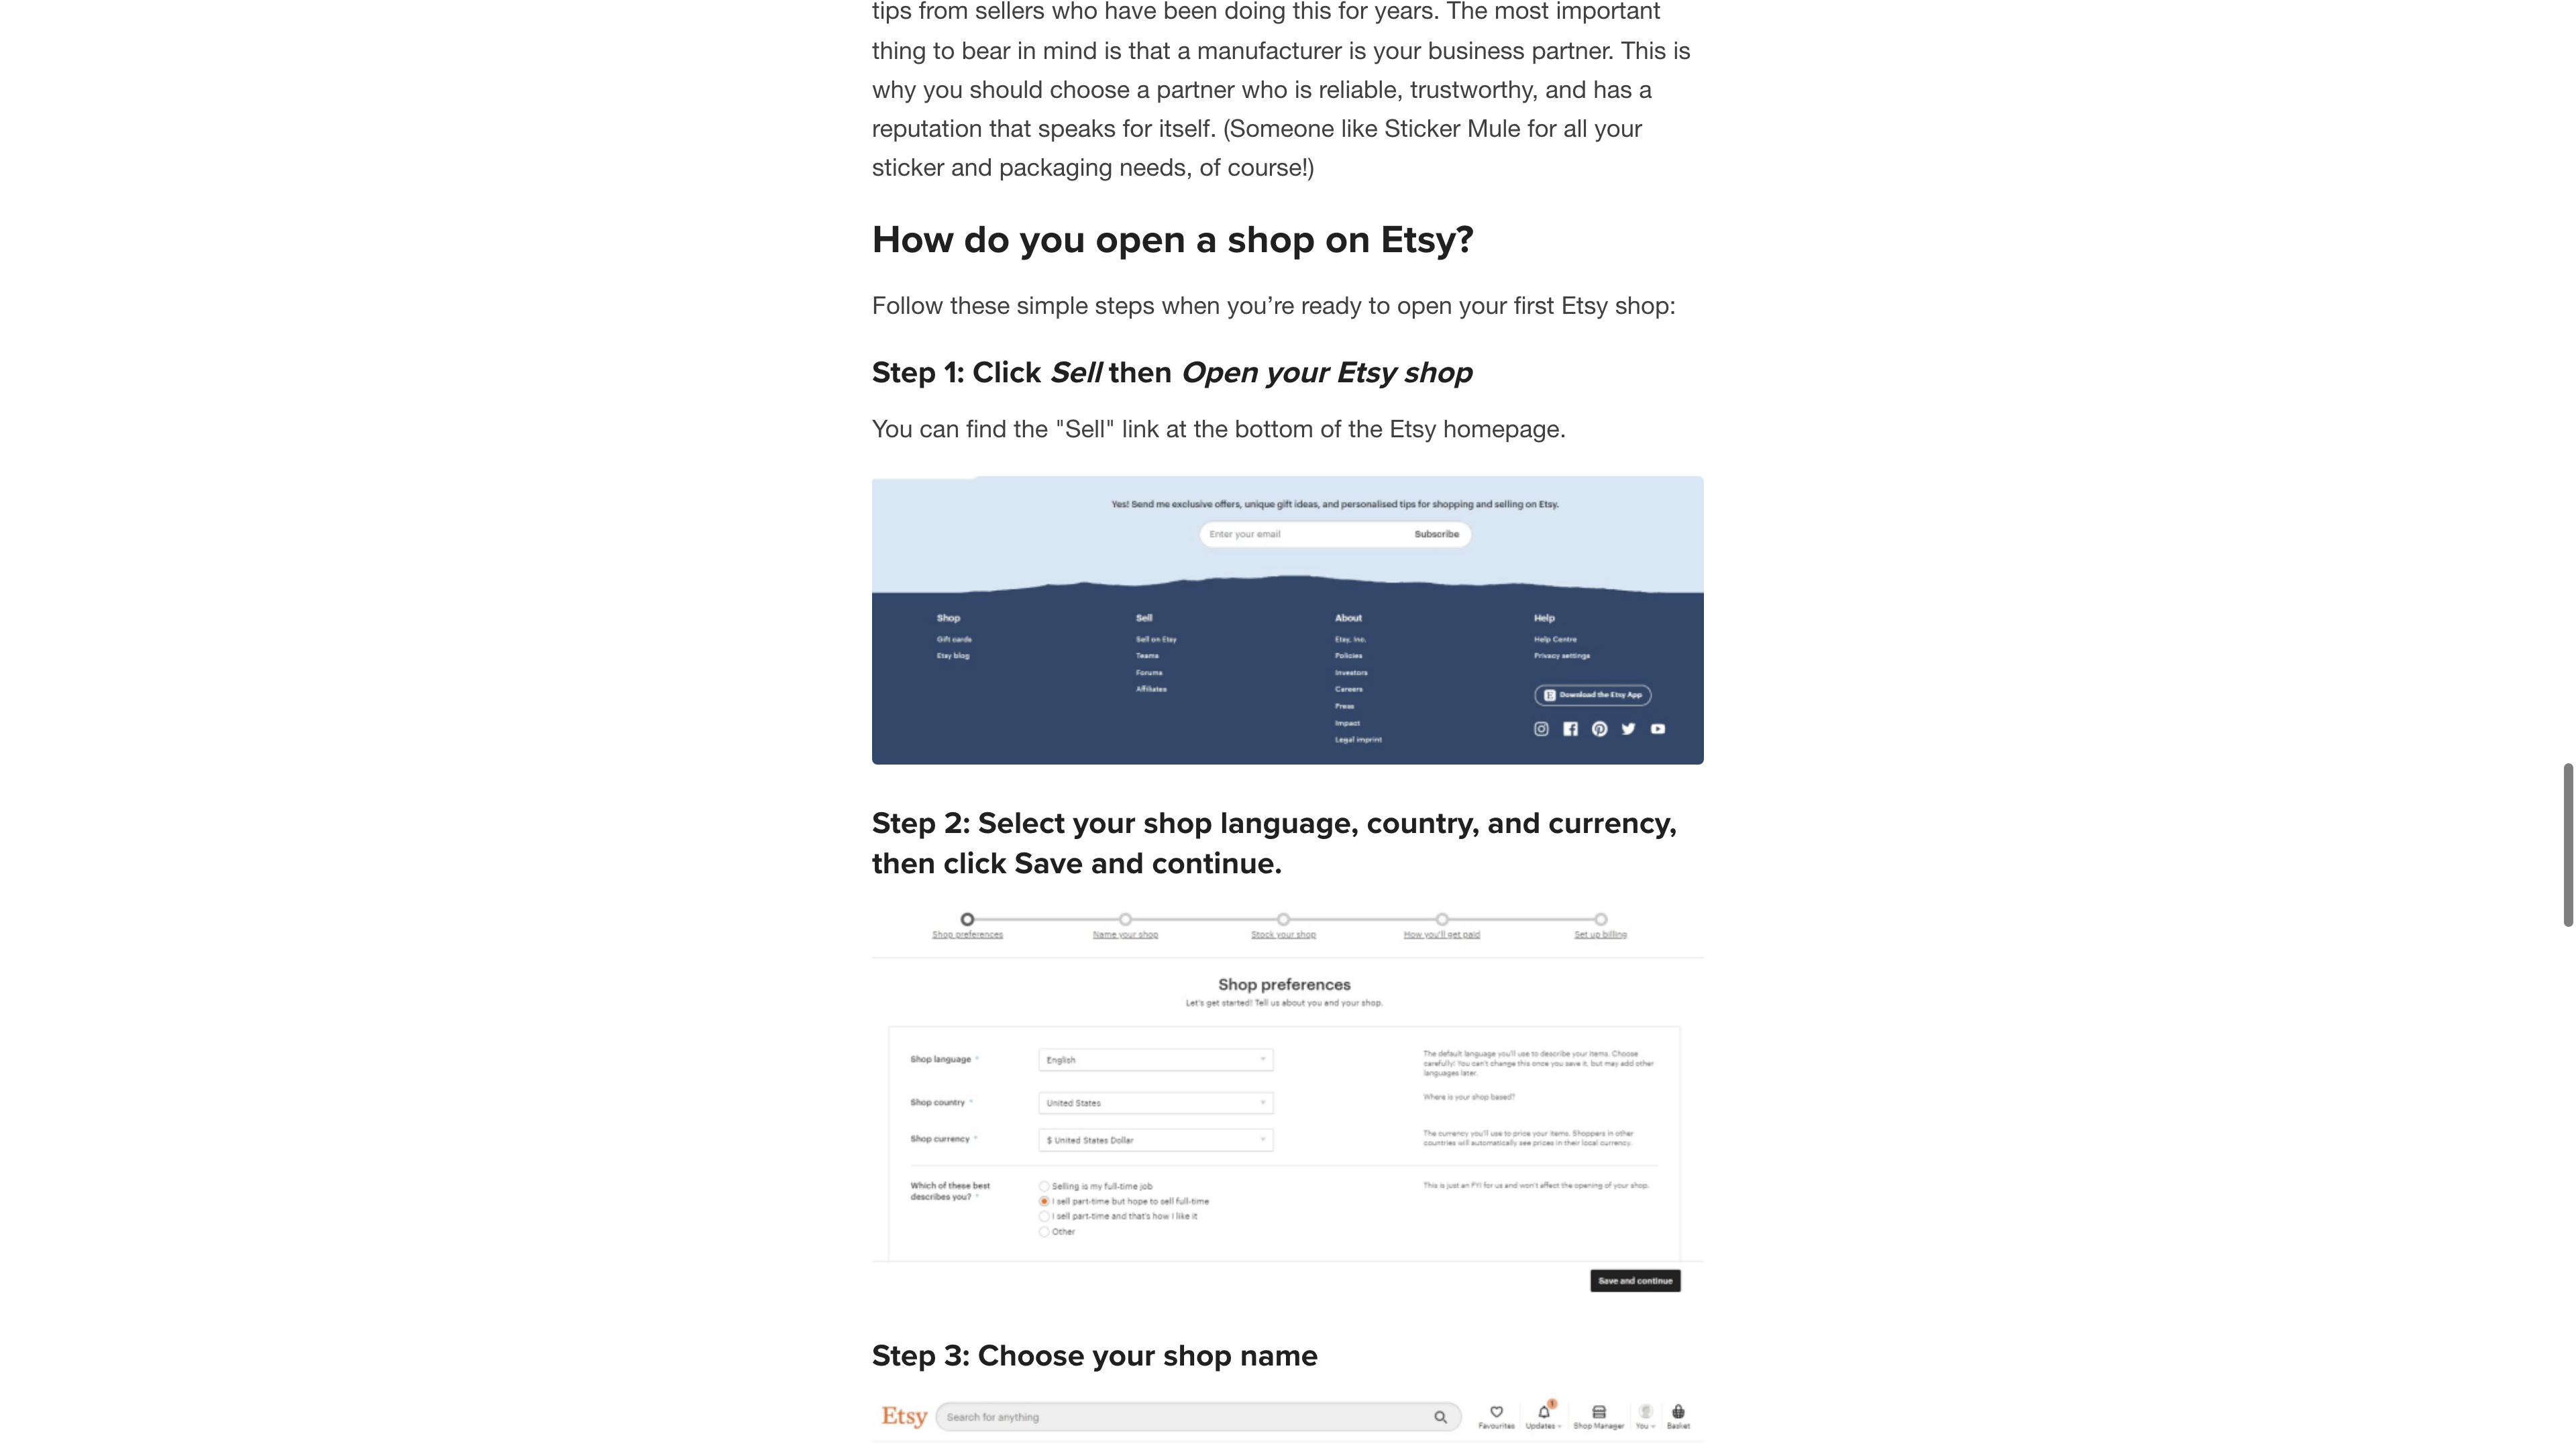 tips from sellers who have been doing this for years. The most important
thing to bear in mind is that a manufacturer is your business partner. This is
why you should choose a partner who is reliable, trustworthy, and has a
reputation that speaks for itself. (Someone like Sticker Mule for all your
sticker and packaging needs, of course!)
How do you open a shop on Etsy?
Follow these simple steps when you’re ready to open your first Etsy shop:
Step 1: Click Sell then Open your Etsy shop
You can find the "Sell" link at the bottom of the Etsy homepage.
Yes! Send me exclusive offers, unique gift ideas, and personalised tips for shopping and selling on Etsy.
Enter your email
Subscribe
Shop
Gift cards
Etsy blog
Sell
Sell on Etsy
Teams
Forums
Affiliates
About
Etsy, Inc.
Policies
Investors
Careers
Press
Impact
Legal imprint
Help
Help Centre
Privacy settings
E Download the Etsy App
Step 2: Select your shop language, country, and currency,
then click Save and continue.
Shop preferences
Name your shop
Stock your shop
How you'll get paid
Set up billing
Shop preferences
Let's get started! Tell us about you and your shop.
Shop language *
English
The default language you'll use to describe your items. Choose
carefully! You can't change this once you save it, but may add other
languages later.
Shop country *
United States
Where is your shop based?
Shop currency *
$ United States Dollar
The currency you'll use to price your items. Shoppers in other
countries will automatically see prices in their local currency.
Which of these best
describes you? *
Selling is my full-time job
I sell part-time but hope to sell full-time
I sell part-time and that's how I like it
Other
This is just an FYI for us and won't affect the opening of your shop.
Save and continue
Step 3: Choose your shop name
Etsy
Search for anything
Favourites
1
Updates
Shop Manager
You
Basket